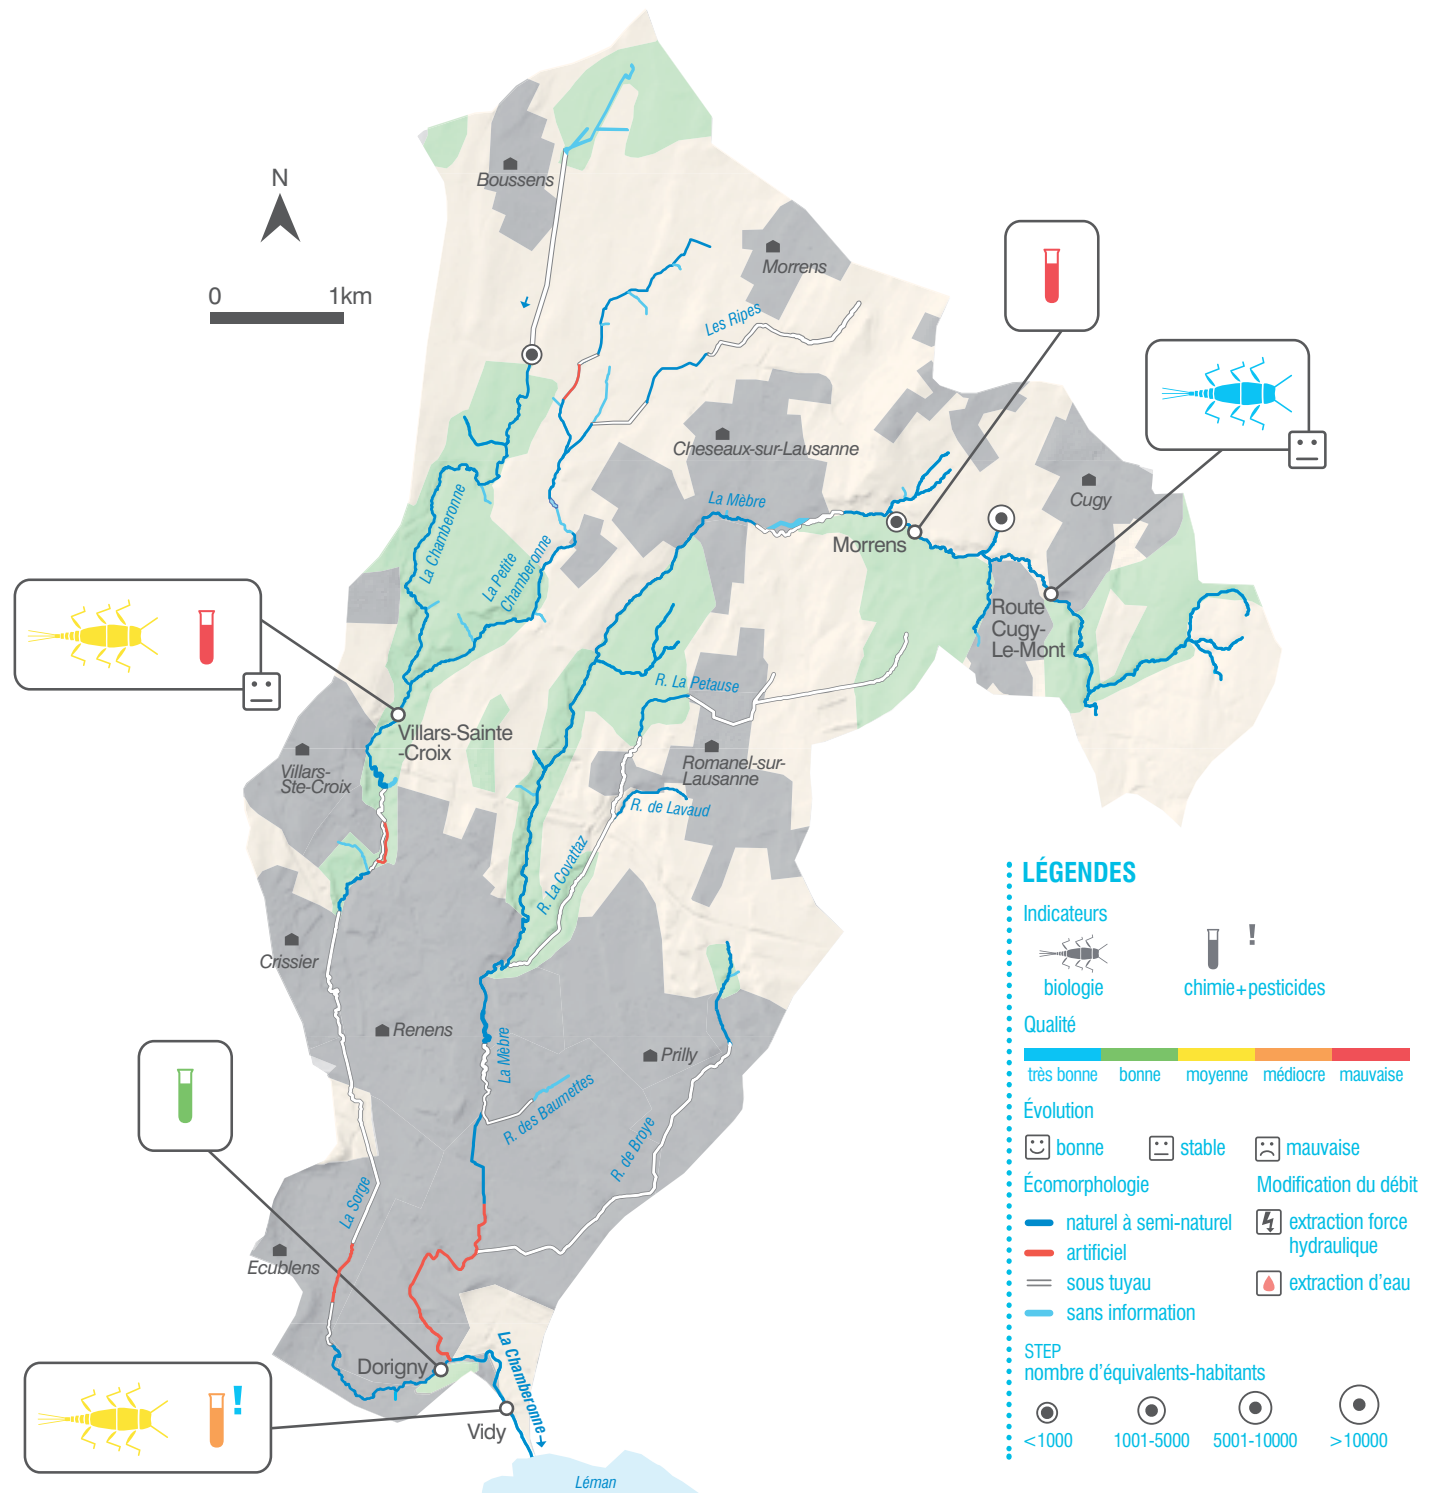 Boussens
N
0 1km
Morrens
Les Ripes
Cheseaux-sur-Lausanne
La Mèbre
Cugy
Morrens
La Chamberonne
La Petite
Chamberonne
Route
Cugy-
Le-Mont
R. La Petause
Villars-Sainte
-Croix
Villars-
Ste-Croix
Romanel-sur-
Lausanne
R. de Lavaud
R. La Covattaz
Crissier
Renens
La Mèbre
Prilly
R. des Baumettes
R. de Broye
La Sorge
Ecublens
Dorigny
La Chamberonne
!
Vidy
Léman
LÉGENDES
Indicateurs
!
biologie chimie+pesticides
Qualité
très bonne bonne moyenne médiocre mauvaise
Évolution
bonne stable mauvaise
Écomorphologie Modification du débit
naturel à semi-naturel extraction force
hydraulique
artificiel
sous tuyau extraction d'eau
sans information
STEP
nombre d'équivalents-habitants
<1000 1001-5000 5001-10000 >10000